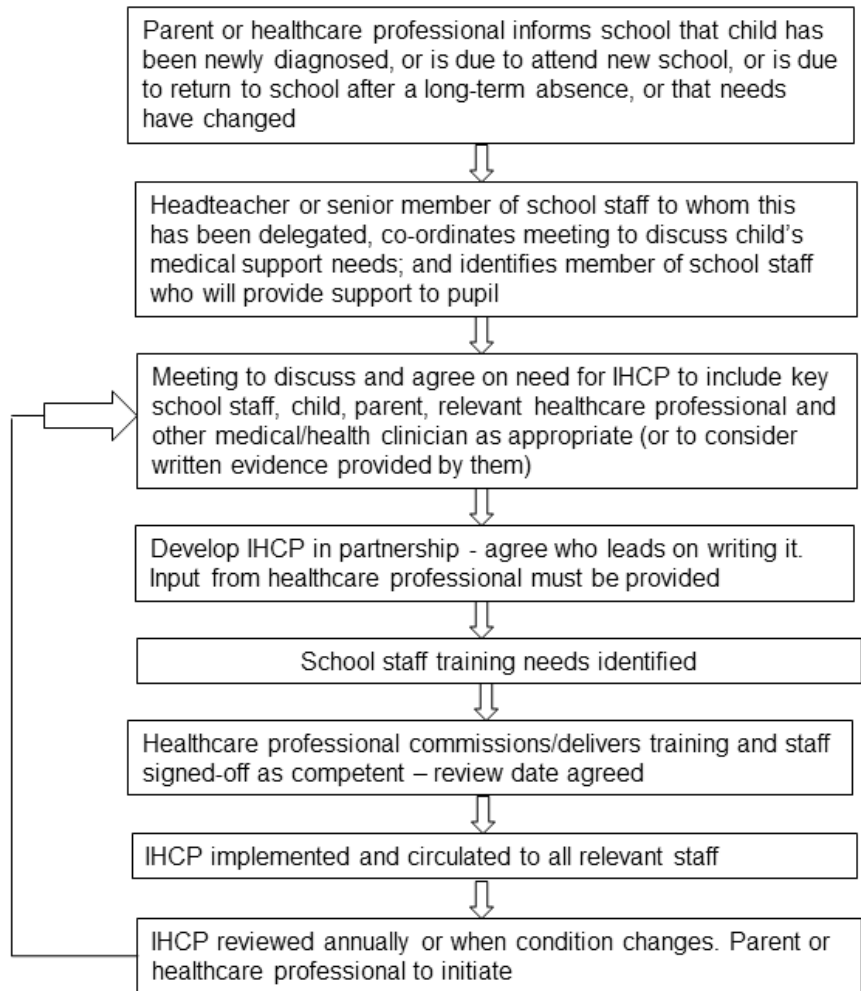 Parent or healthcare professional informs school that child has
been newly diagnosed, or is due to attend new school, or is due
to return to school after a long-term absence, or that needs
have changed
Headteacher or senior member of school staff to whom this
has been delegated, co-ordinates meeting to discuss child’s
medical support needs; and identifies member of school staff
who will provide support to pupil
Meeting to discuss and agree on need for IHCP to include key
school staff, child, parent, relevant healthcare professional and
other medical/health clinician as appropriate (or to consider
written evidence provided by them)
Develop IHCP in partnership - agree who leads on writing it.
Input from healthcare professional must be provided
School staff training needs identified
Healthcare professional commissions/delivers training and staff
signed-off as competent – review date agreed
IHCP implemented and circulated to all relevant staff
IHCP reviewed annually or when condition changes. Parent or
healthcare professional to initiate